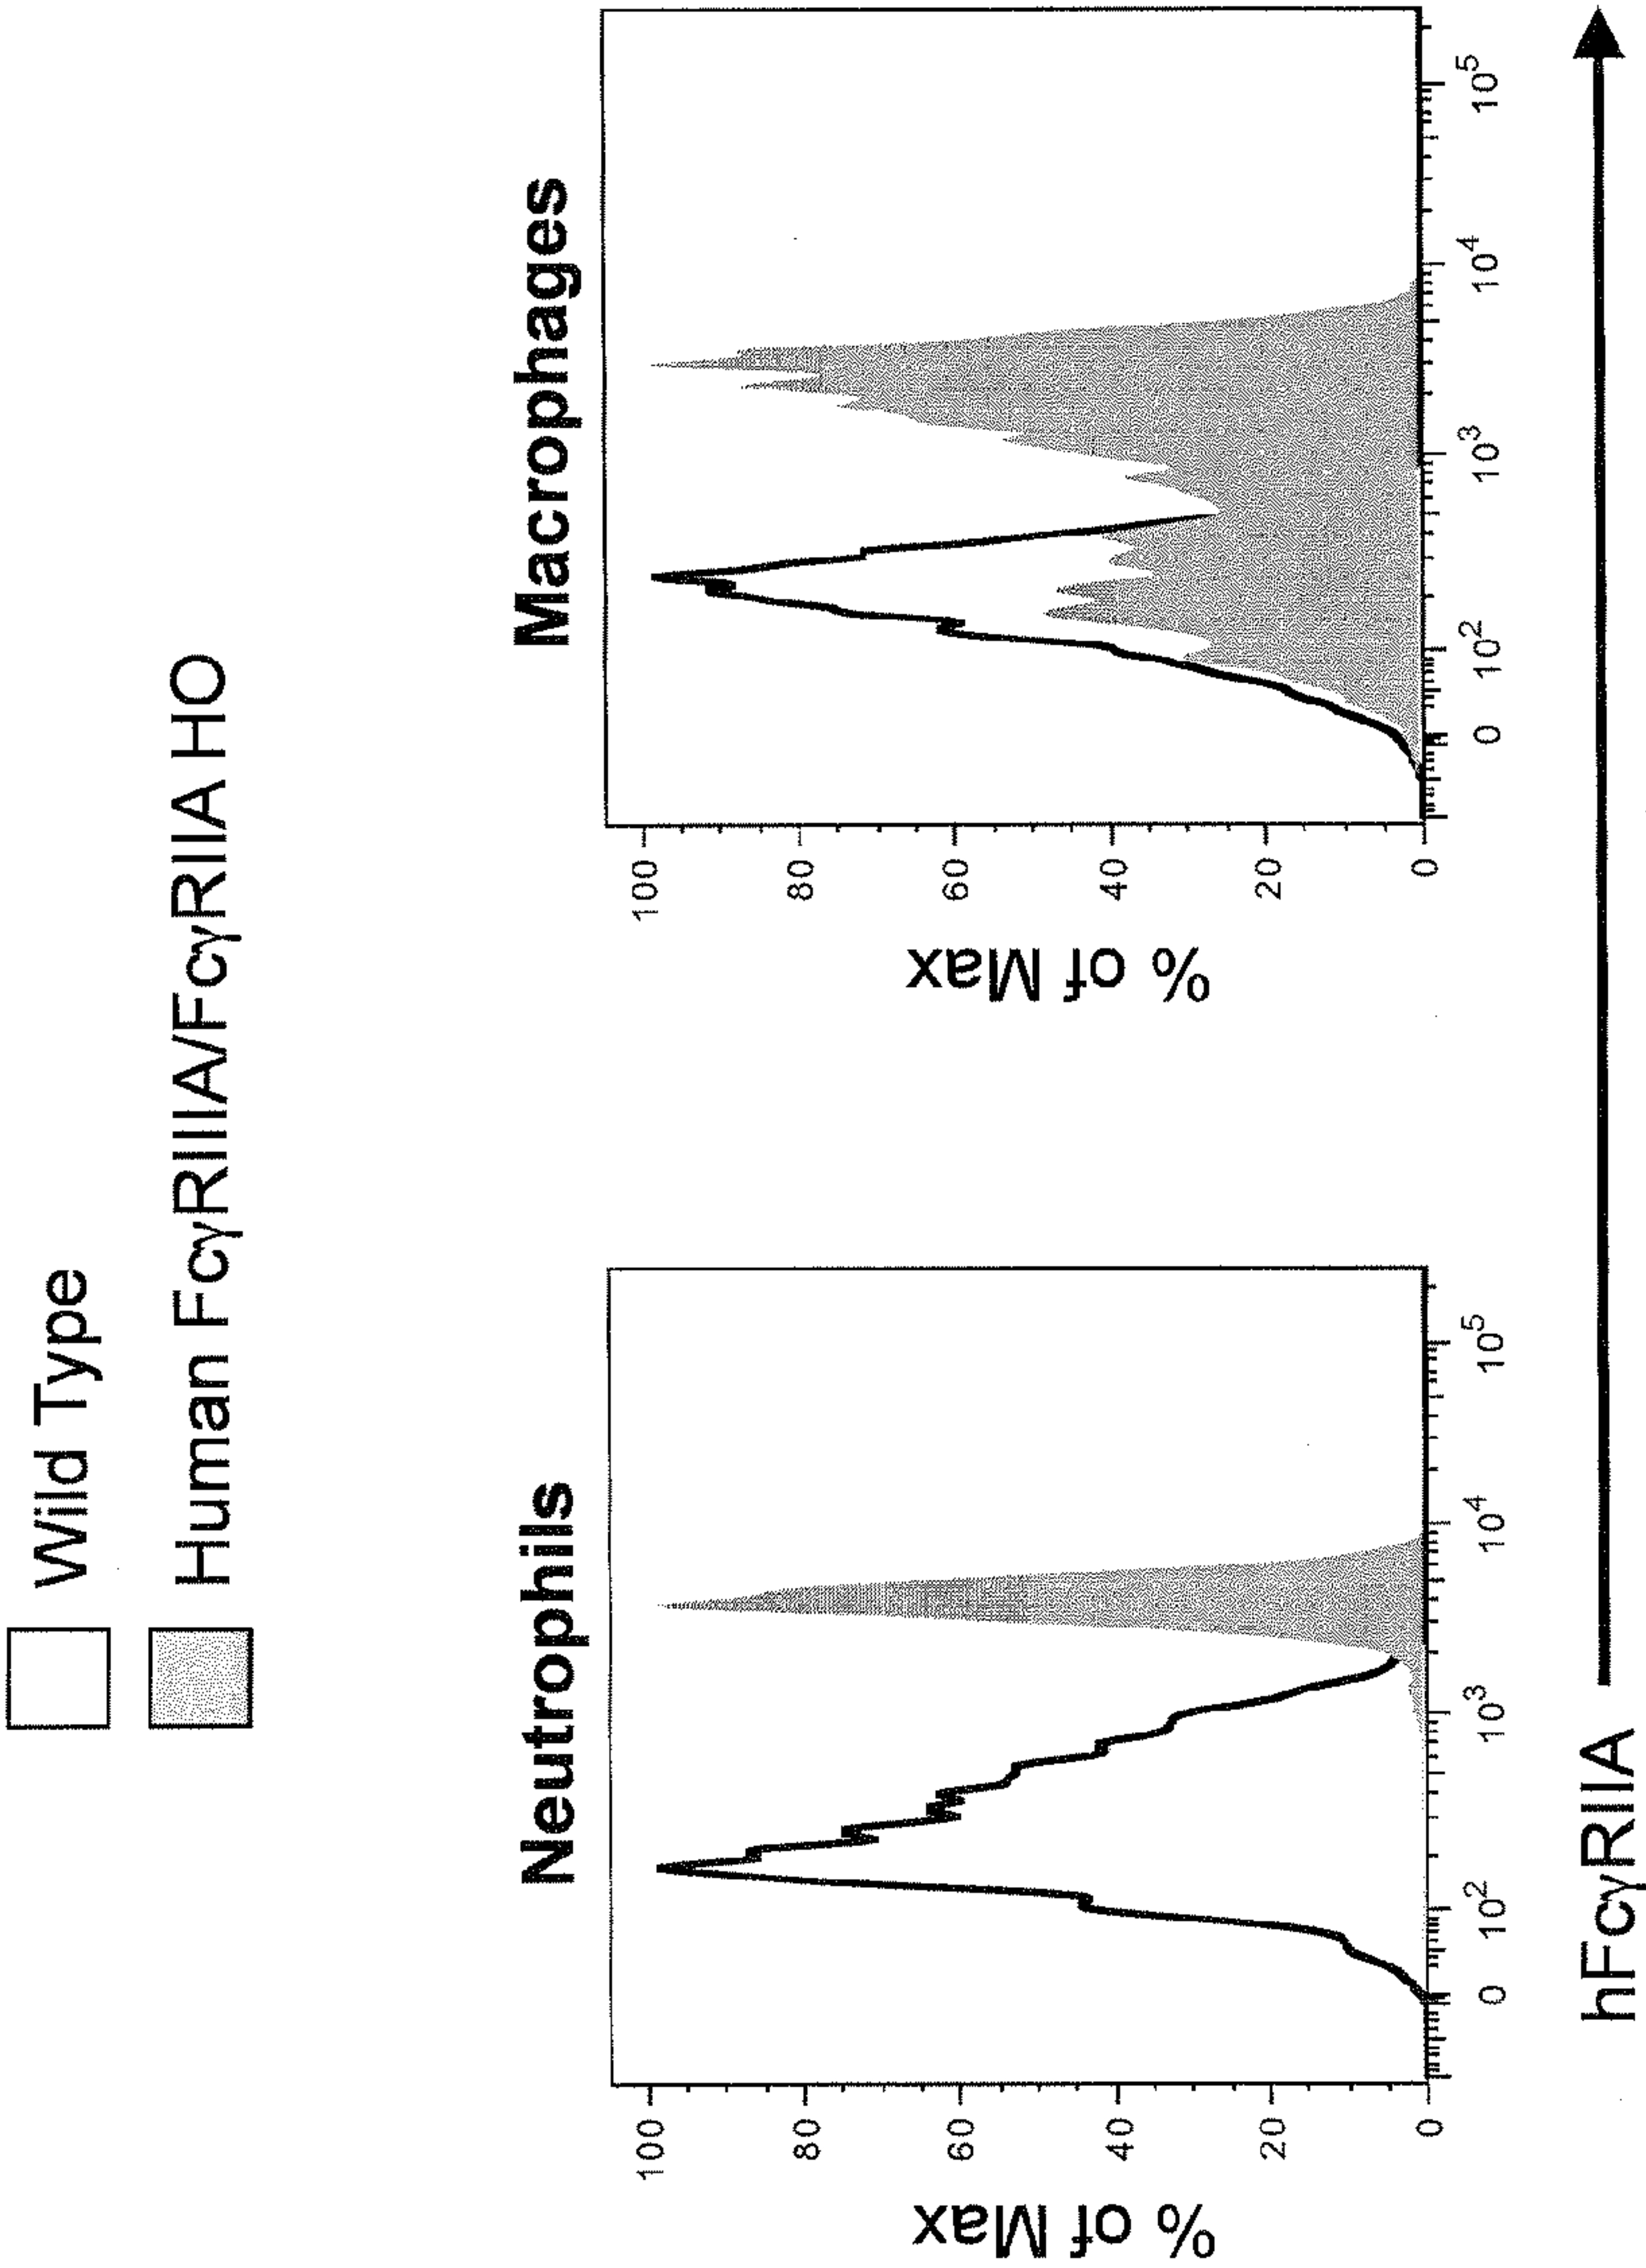 Wild Type
Human FcγRIIIA/FcγRIIA HO
Neutrophils
% of Max
100
80
60
40
20
0
0 10² 10³ 10⁴ 10⁵
Macrophages
% of Max
100
80
60
40
20
0
0 10² 10³ 10⁴ 10⁵
hFcγRIIA